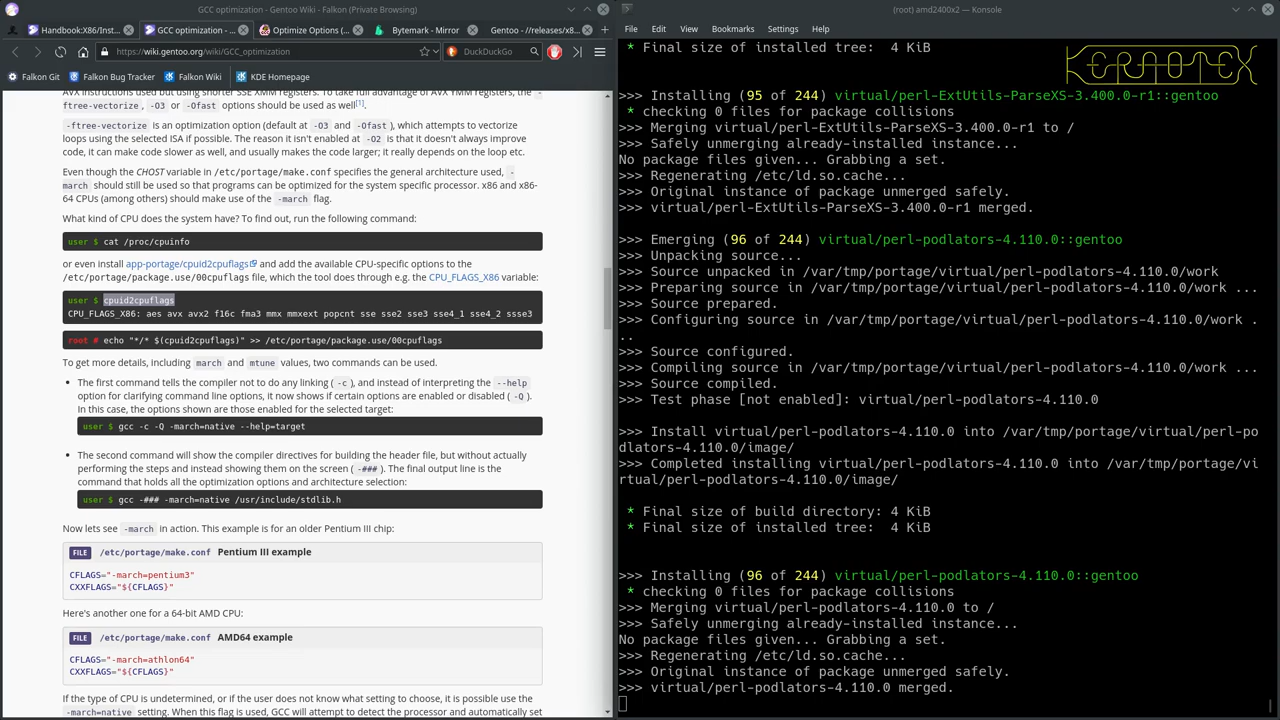 GCC optimization - Gentoo - Falkon (Private Browsing)
Handbook:X86/Inst...
GCC optimization -...
Optimize Options (...
Bytemark - Mirror
Gentoo - //releases/x8...
https://wiki.gentoo.org/wiki/GCC_optimization
DuckDuckGo
Falkon Git
Falkon Bug Tracker
Falkon Wiki
KDE Homepage
AVX instructions used but using shorter SSE XMM registers. To take full advantage of AVX YMM registers, the -
ftree-vectorize, -O3 or -Ofast options should be used as well[1].
-ftree-vectorize is an optimization option (default at -O3 and -Ofast), which attempts to vectorize
loops using the selected ISA if possible. The reason it isn't enabled at -O2 is that it doesn't always improve
code, it can make code slower as well, and usually makes the code larger; it really depends on the loop etc.
Even though the CHOST variable in /etc/portage/make.conf specifies the general architecture used, -
march should still be used so that programs can be optimized for the system specific processor. x86 and x86-
64 CPUs (among others) should make use of the -march flag.
What kind of CPU does the system have? To find out, run the following command:
user $ cat /proc/cpuinfo
or even install app-portage/cpuid2cpuflags and add the available CPU-specific options to the
/etc/portage/package.use/00cpuflags file, which the tool does through e.g. the CPU_FLAGS_X86 variable:
user $ cpuid2cpuflags
CPU_FLAGS_X86: aes avx avx2 f16c fma3 mmx mmxext popcnt sse sse2 sse3 sse4_1 sse4_2 ssse3
root # echo "*/* $(cpuid2cpuflags)" >> /etc/portage/package.use/00cpuflags
To get more details, including march and mtune values, two commands can be used.
• The first command tells the compiler not to do any linking (-c), and instead of interpreting the --help
option for clarifying command line options, it now shows if certain options are enabled or disabled (-Q).
In this case, the options shown are those enabled for the selected target:
user $ gcc -c -Q -march=native --help=target
• The second command will show the compiler directives for building the header file, but without actually
performing the steps and instead showing them on the screen (-###). The final output line is the
command that holds all the optimization options and architecture selection:
user $ gcc -### -march=native /usr/include/stdlib.h
Now lets see -march in action. This example is for an older Pentium III chip:
FILE /etc/portage/make.conf Pentium III example
CFLAGS="-march=pentium3"
CXXFLAGS="${CFLAGS}"
Here's another one for a 64-bit AMD CPU:
FILE /etc/portage/make.conf AMD64 example
CFLAGS="-march=athlon64"
CXXFLAGS="${CFLAGS}"
If the type of CPU is undetermined, or if the user does not know what setting to choose, it is possible use the
-march=native setting. When this flag is used, GCC will attempt to detect the processor and automatically set
(root) amd2400x2 — Konsole
File Edit View Bookmarks Settings Help
* Final size of installed tree:  4 KiB
KERAOTEX
>>> Installing (95 of 244) virtual/perl-ExtUtils-ParseXS-3.400.0-r1::gentoo
* checking 0 files for package collisions
>>> Merging virtual/perl-ExtUtils-ParseXS-3.400.0-r1 to /
>>> Safely unmerging already-installed instance...
No package files given... Grabbing a set.
>>> Regenerating /etc/ld.so.cache...
>>> Original instance of package unmerged safely.
>>> virtual/perl-ExtUtils-ParseXS-3.400.0-r1 merged.
>>> Emerging (96 of 244) virtual/perl-podlators-4.110.0::gentoo
>>> Unpacking source...
>>> Source unpacked in /var/tmp/portage/virtual/perl-podlators-4.110.0/work
>>> Preparing source in /var/tmp/portage/virtual/perl-podlators-4.110.0/work ...
>>> Source prepared.
>>> Configuring source in /var/tmp/portage/virtual/perl-podlators-4.110.0/work .
..
>>> Source configured.
>>> Compiling source in /var/tmp/portage/virtual/perl-podlators-4.110.0/work ...
>>> Source compiled.
>>> Test phase [not enabled]: virtual/perl-podlators-4.110.0
>>> Install virtual/perl-podlators-4.110.0 into /var/tmp/portage/virtual/perl-po
dlators-4.110.0/image/
>>> Completed installing virtual/perl-podlators-4.110.0 into /var/tmp/portage/vi
rtual/perl-podlators-4.110.0/image/
* Final size of build directory: 4 KiB
* Final size of installed tree:  4 KiB
>>> Installing (96 of 244) virtual/perl-podlators-4.110.0::gentoo
* checking 0 files for package collisions
>>> Merging virtual/perl-podlators-4.110.0 to /
>>> Safely unmerging already-installed instance...
No package files given... Grabbing a set.
>>> Regenerating /etc/ld.so.cache...
>>> Original instance of package unmerged safely.
>>> virtual/perl-podlators-4.110.0 merged.